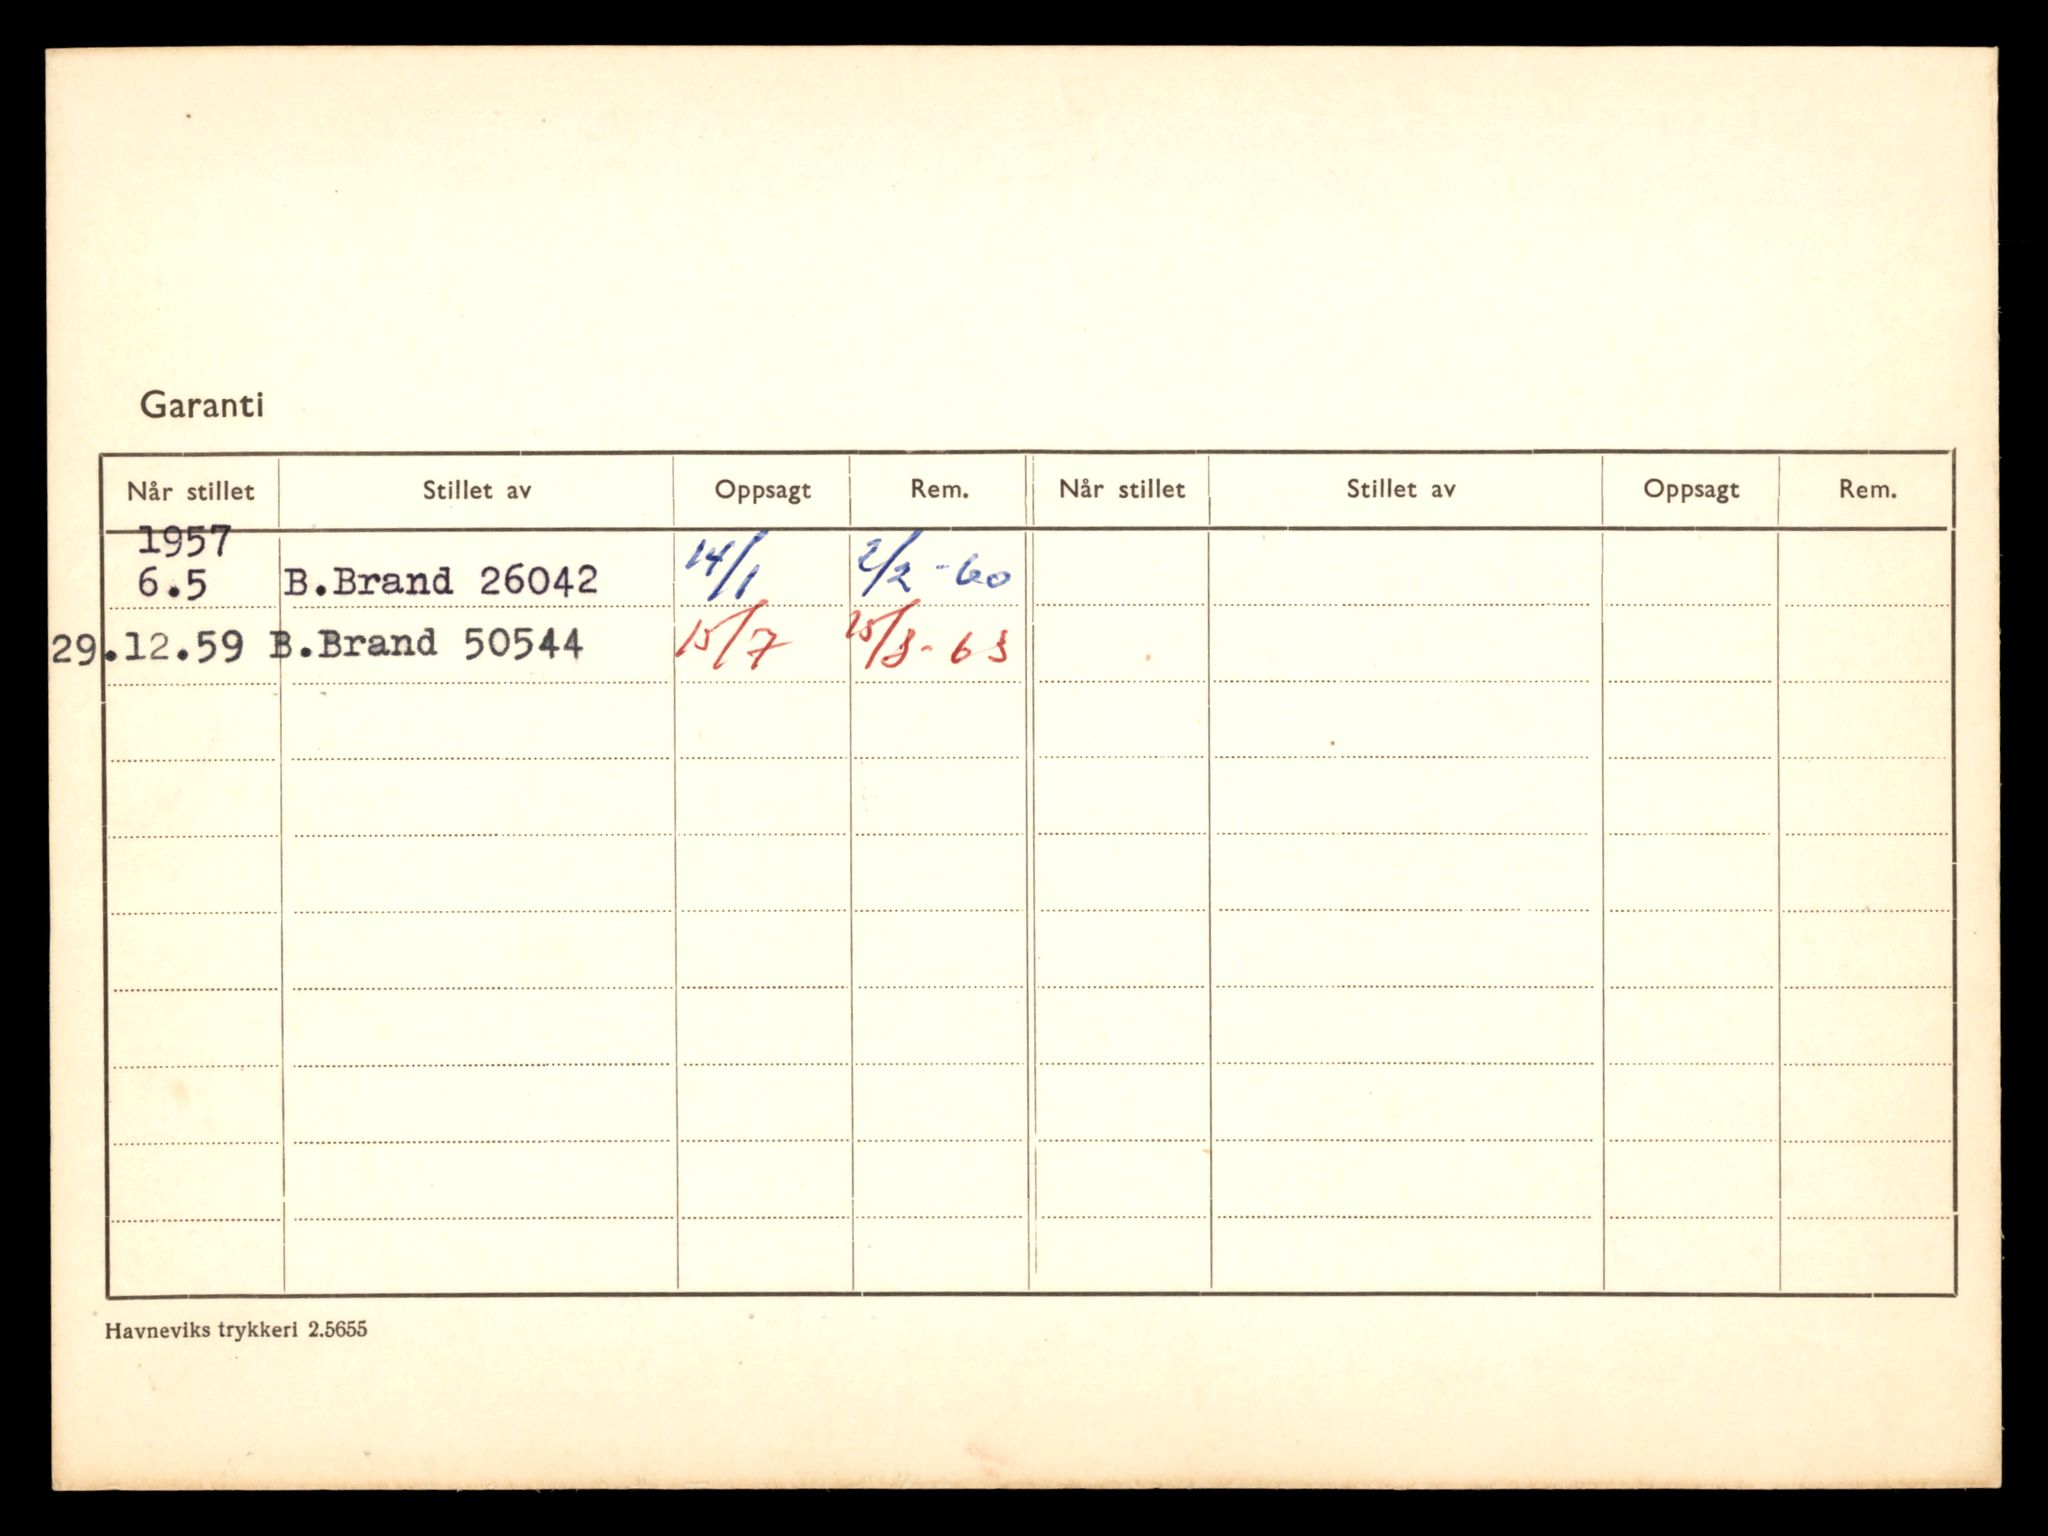 Garanti
Når stillet Stillet av Oppsagt Rem. Når stillet Stillet av Oppsagt Rem.
1957
6.5 B.Brand 26042 14/1 2/2-60
29.12.59 B.Brand 50544 15/7 15/8-63
Havneviks trykkeri 2.5655